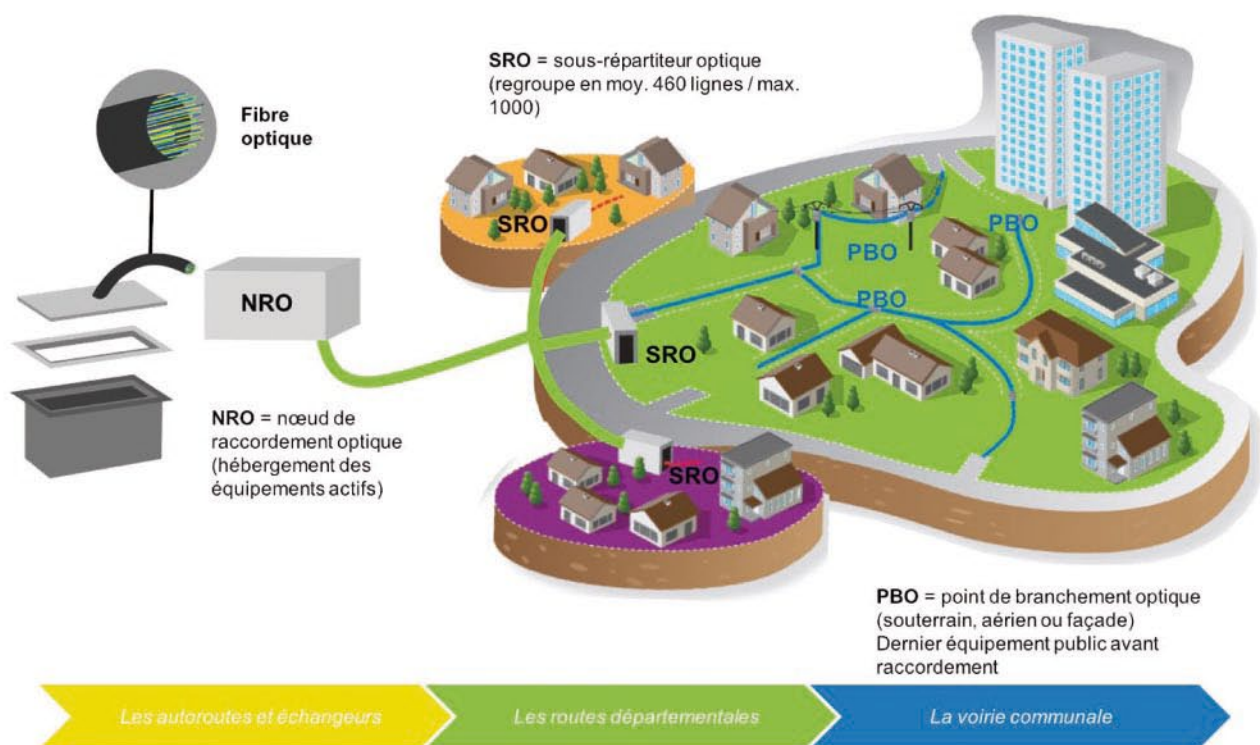 SRO = sous-répartiteur optique
(regroupe en moy. 460 lignes / max.
1000)
Fibre
optique
SRO
PBO
PBO
PBO
NRO
SRO
NRO = nœud de
raccordement optique
(hébergement des
équipements actifs)
SRO
PBO = point de branchement optique
(souterrain, aérien ou façade)
Dernier équipement public avant
raccordement
Les autoroutes et échangeurs
Les routes départementales
La voirie communale